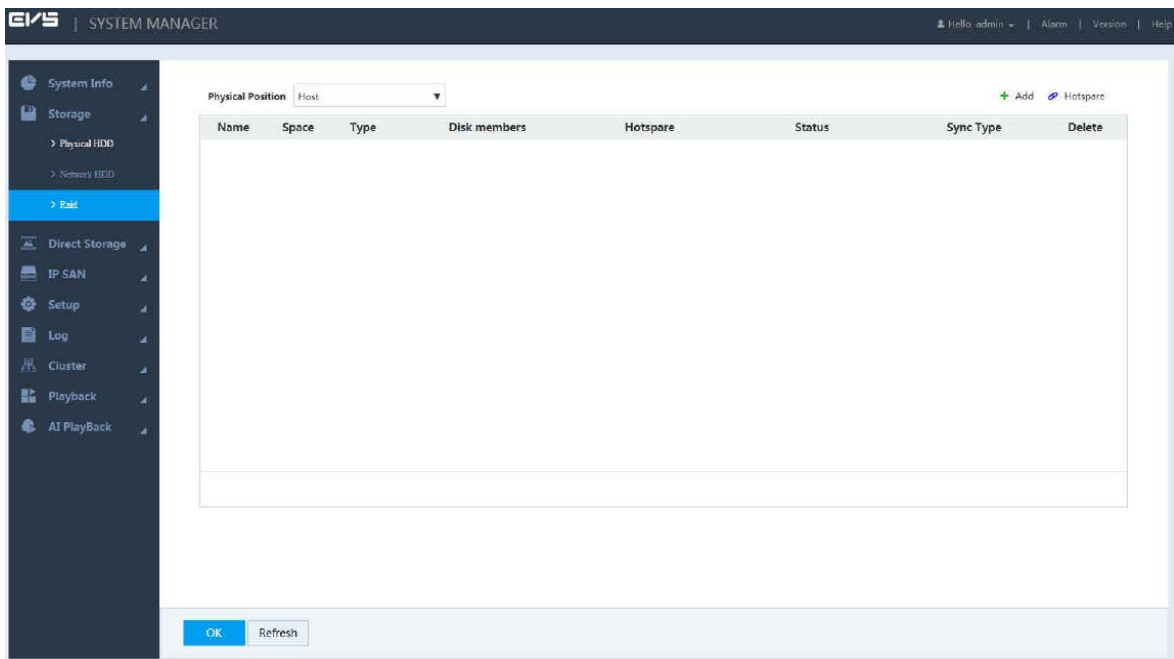 EVS | SYSTEM MANAGER
Hello, admin | Alarm | Version | Help
System Info
Storage
> Physical HDD
> Network HDD
> Raid
Direct Storage
IP SAN
Setup
Log
Cluster
Playback
AI PlayBack
Physical Position Host
+ Add Hotspare
Name Space Type Disk members Hotspare Status Sync Type Delete
OK Refresh